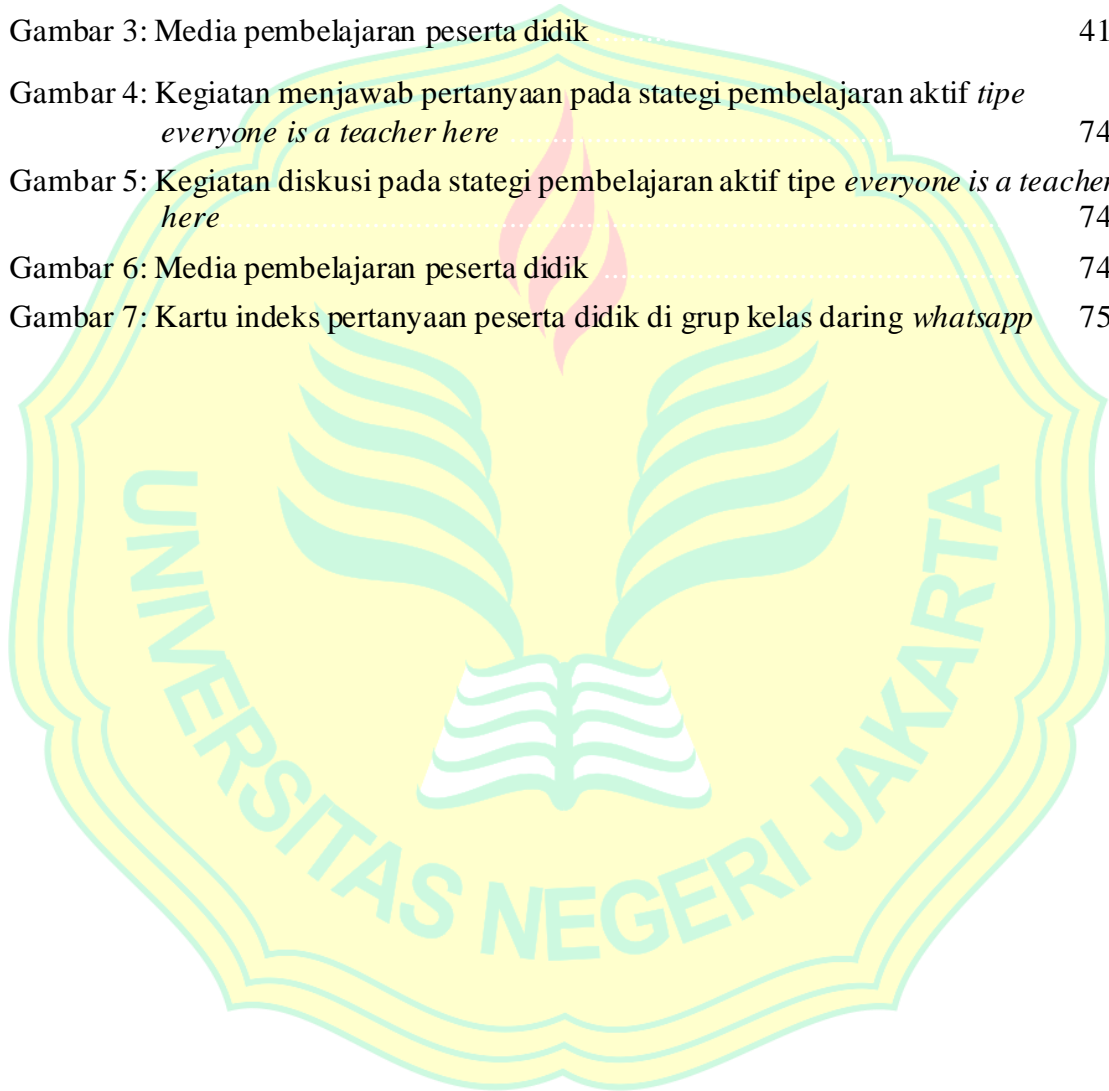 Gambar 3: Media pembelajaran peserta didik 41
Gambar 4: Kegiatan menjawab pertanyaan pada stategi pembelajaran aktif tipe
everyone is a teacher here 74
Gambar 5: Kegiatan diskusi pada stategi pembelajaran aktif tipe everyone is a teacher
here 74
Gambar 6: Media pembelajaran peserta didik 74
Gambar 7: Kartu indeks pertanyaan peserta didik di grup kelas daring whatsapp 75
UNIVERSITAS NEGERI JAKARTA